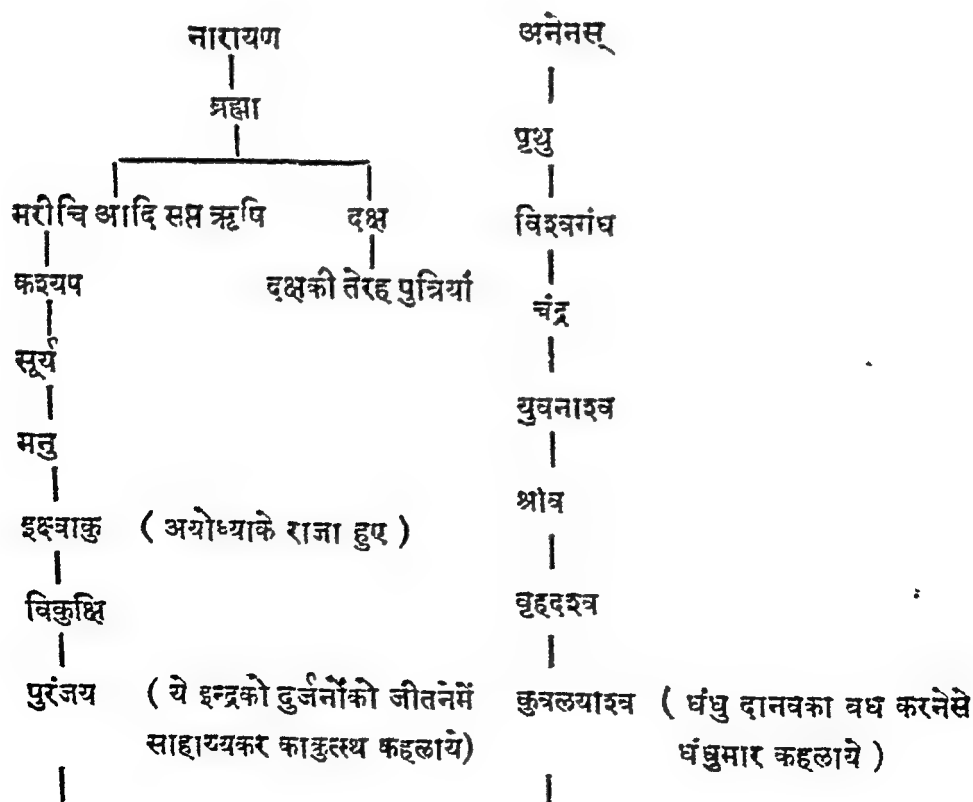 नारायण
ब्रह्मा
मरीचि आदि सप्त ऋषि दक्ष
कश्यप दक्षकी तेरह पुत्रियां
सूर्य
मनु
इक्ष्वाकु ( अयोध्याके राजा हुए )
विकुक्षि
पुरंजय ( ये इन्द्रको दुर्जनोंको जीतनेमें
साहाय्यकर काकुत्स्थ कहलाये)
अनेनस्
पृथु
विश्वगंध
चंद्र
युवनाश्व
श्रोव
वृहदश्व
कुवलयाश्व ( धंधु दानवका वध करनेसे
धंधुमार कहलाये )